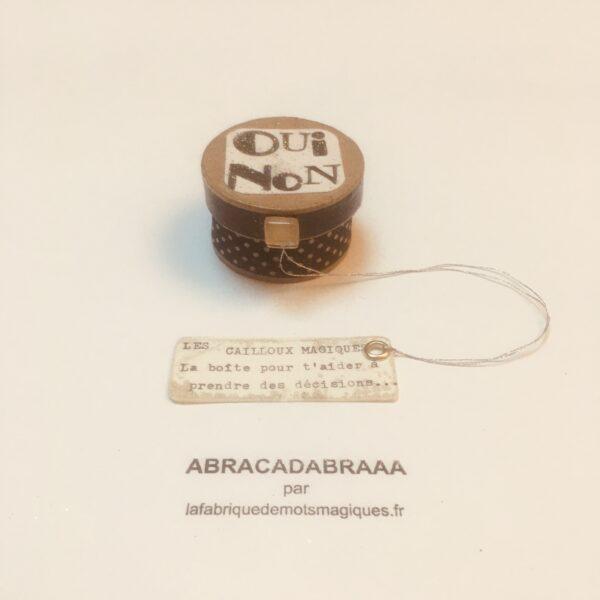 OUi
NoN
LES CAILLOUX MAGIQUES
La boîte pour t'aider à
prendre des décisions...
ABRACADABRAAA
par
lafabriquedemotsmagiques.fr